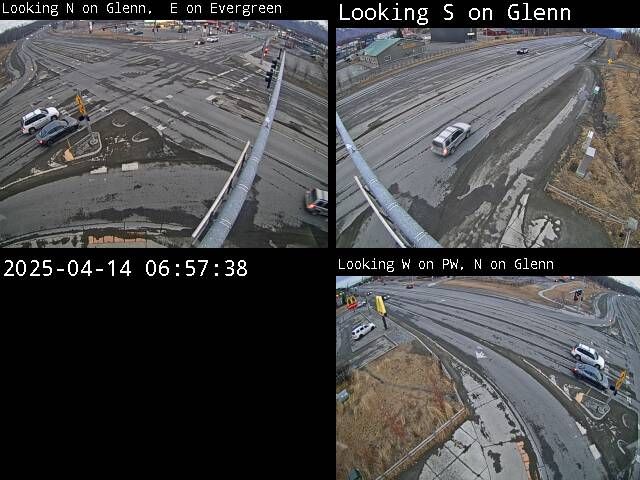 Looking N on Glenn,  E on Evergreen
Looking S on Glenn
2025-04-14 06:57:38
Looking W on PW, N on Glenn